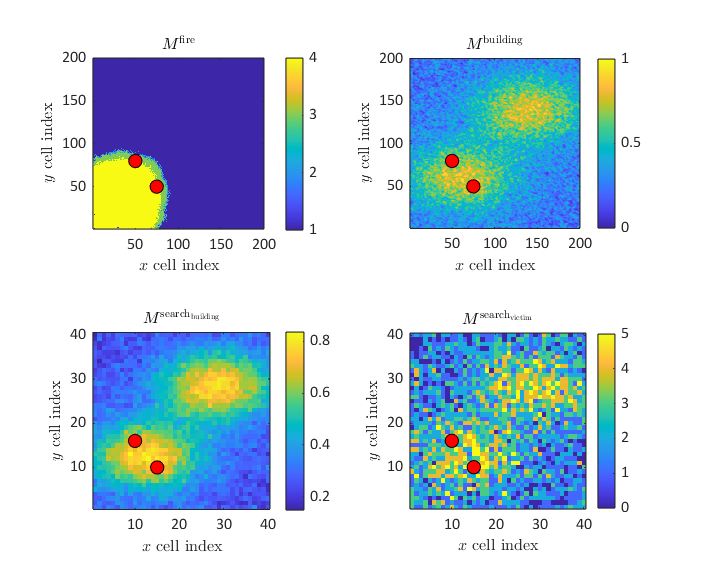 M^fire
200
150
100
50
50 100 150 200
x cell index
y cell index
4
3
2
1
M^building
200
150
100
50
50 100 150 200
x cell index
y cell index
1
0.5
0
M^search_building
40
30
20
10
10 20 30 40
x cell index
y cell index
0.8
0.6
0.4
0.2
M^search_victim
40
30
20
10
10 20 30 40
x cell index
y cell index
5
4
3
2
1
0